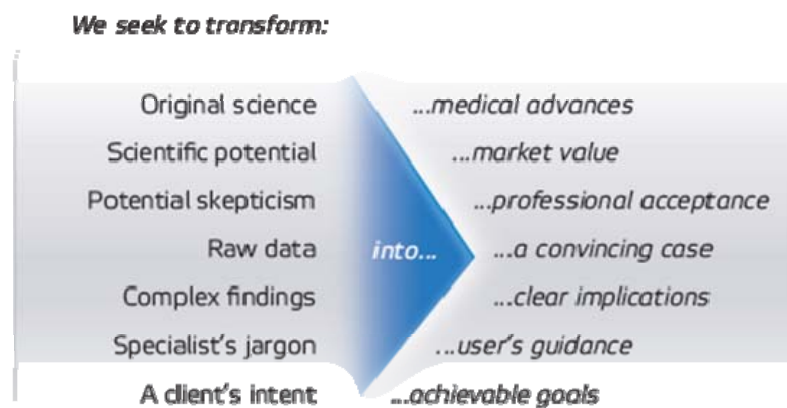 We seek to transform:
Original science ...medical advances
Scientific potential ...market value
Potential skepticism ...professional acceptance
Raw data into... ...a convincing case
Complex findings ...clear implications
Specialist's jargon ...user's guidance
A client's intent ...achievable goals